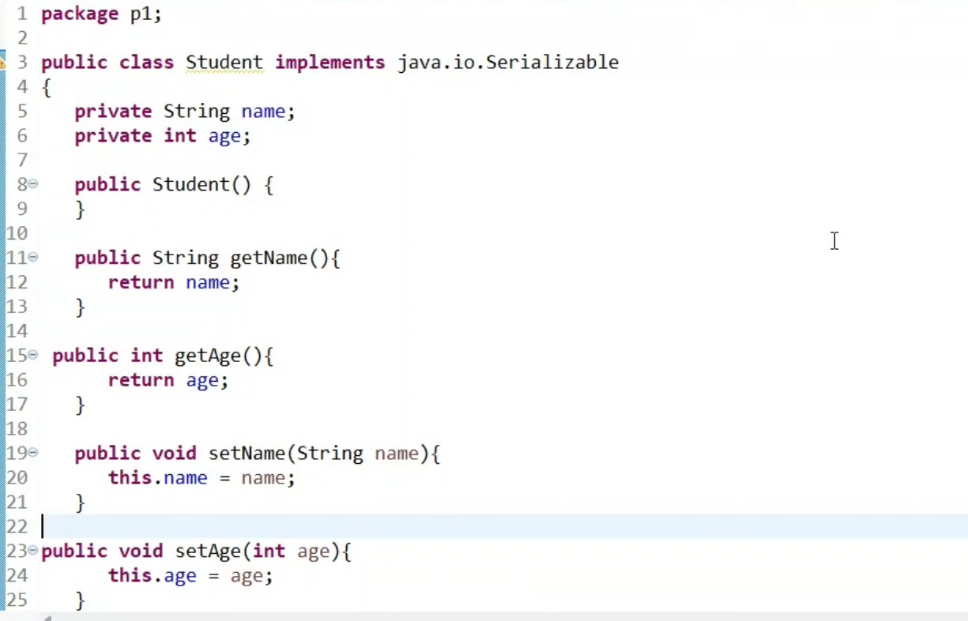 1 package p1;
2
3 public class Student implements java.io.Serializable
4 {
5    private String name;
6    private int age;
7
8    public Student() {
9    }
10
11    public String getName(){
12       return name;
13    }
14
15  public int getAge(){
16       return age;
17    }
18
19    public void setName(String name){
20       this.name = name;
21    }
22
23 public void setAge(int age){
24       this.age = age;
25    }